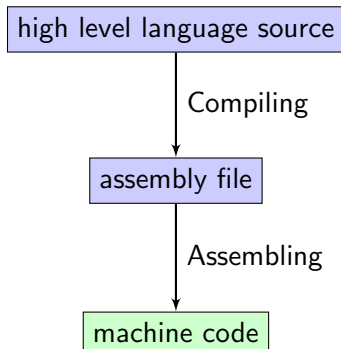 high level language source
Compiling
assembly file
Assembling
machine code